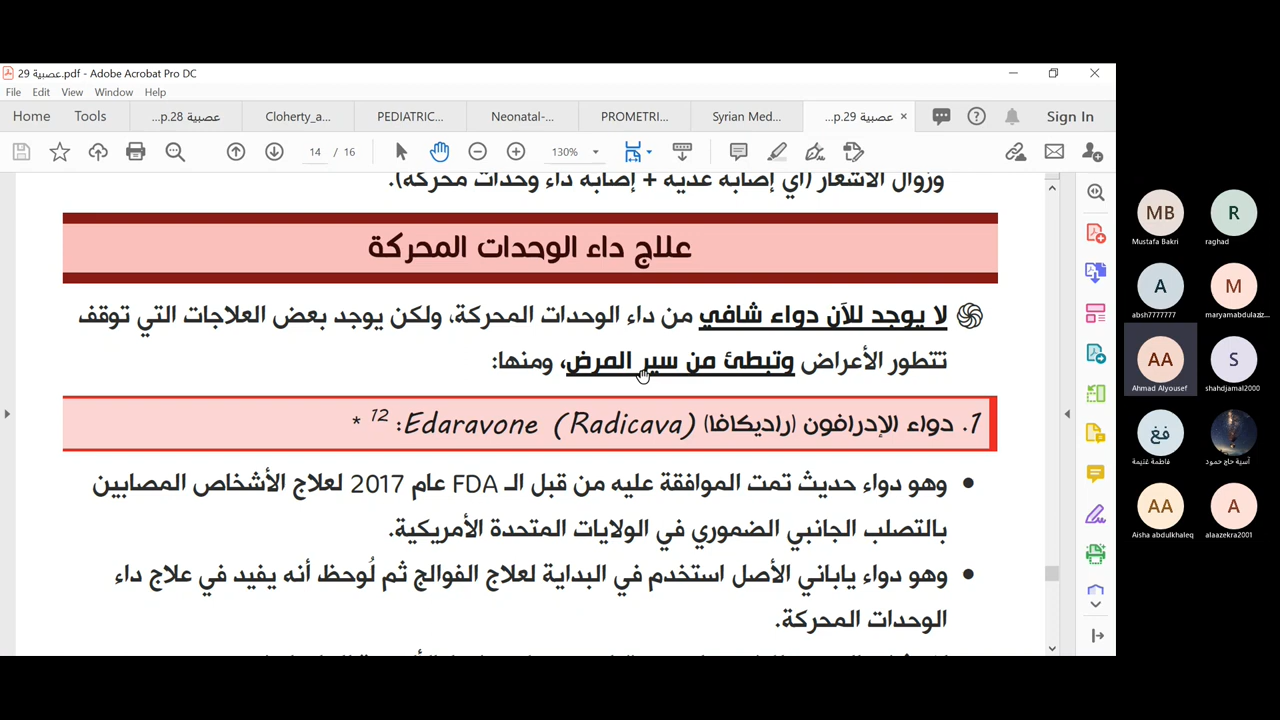 عصبية 29.pdf - Adobe Acrobat Pro DC
File Edit View Window Help
Home Tools عصبية 28.p... Cloherty_a... PEDIATRIC... Neonatal-... PROMETRI... Syrian Med... عصبية 29.p... × Sign In
14 / 16 130%
وزوال الأشعار (أي إصابة غدية + إصابة داء وحدات محركة).
علاج داء الوحدات المحركة
لا يوجد للآن دواء شافي من داء الوحدات المحركة، ولكن يوجد بعض العلاجات التي توقف
تتطور الأعراض وتبطئ من سير المرض، ومنها:
1. دواء الإدرافون (راديكافا) Edaravone (Radicava) 12: *
• وهو دواء حديث تمت الموافقة عليه من قبل الـ FDA عام 2017 لعلاج الأشخاص المصابين
بالتصلب الجانبي الضموري في الولايات المتحدة الأمريكية.
• وهو دواء ياباني الأصل استخدم في البداية لعلاج الفوالج ثم لُوحظ أنه يفيد في علاج داء
الوحدات المحركة.
MB R
Mustafa Bakri raghad
A M
absh7777777 maryamabdulaziz...
AA S
Ahmad Alyousef shahdjamal2000
فغ
فاطمة غنيمة آسية حاج حمود
AA A
Aisha abdulkhaleq alaazekra2001